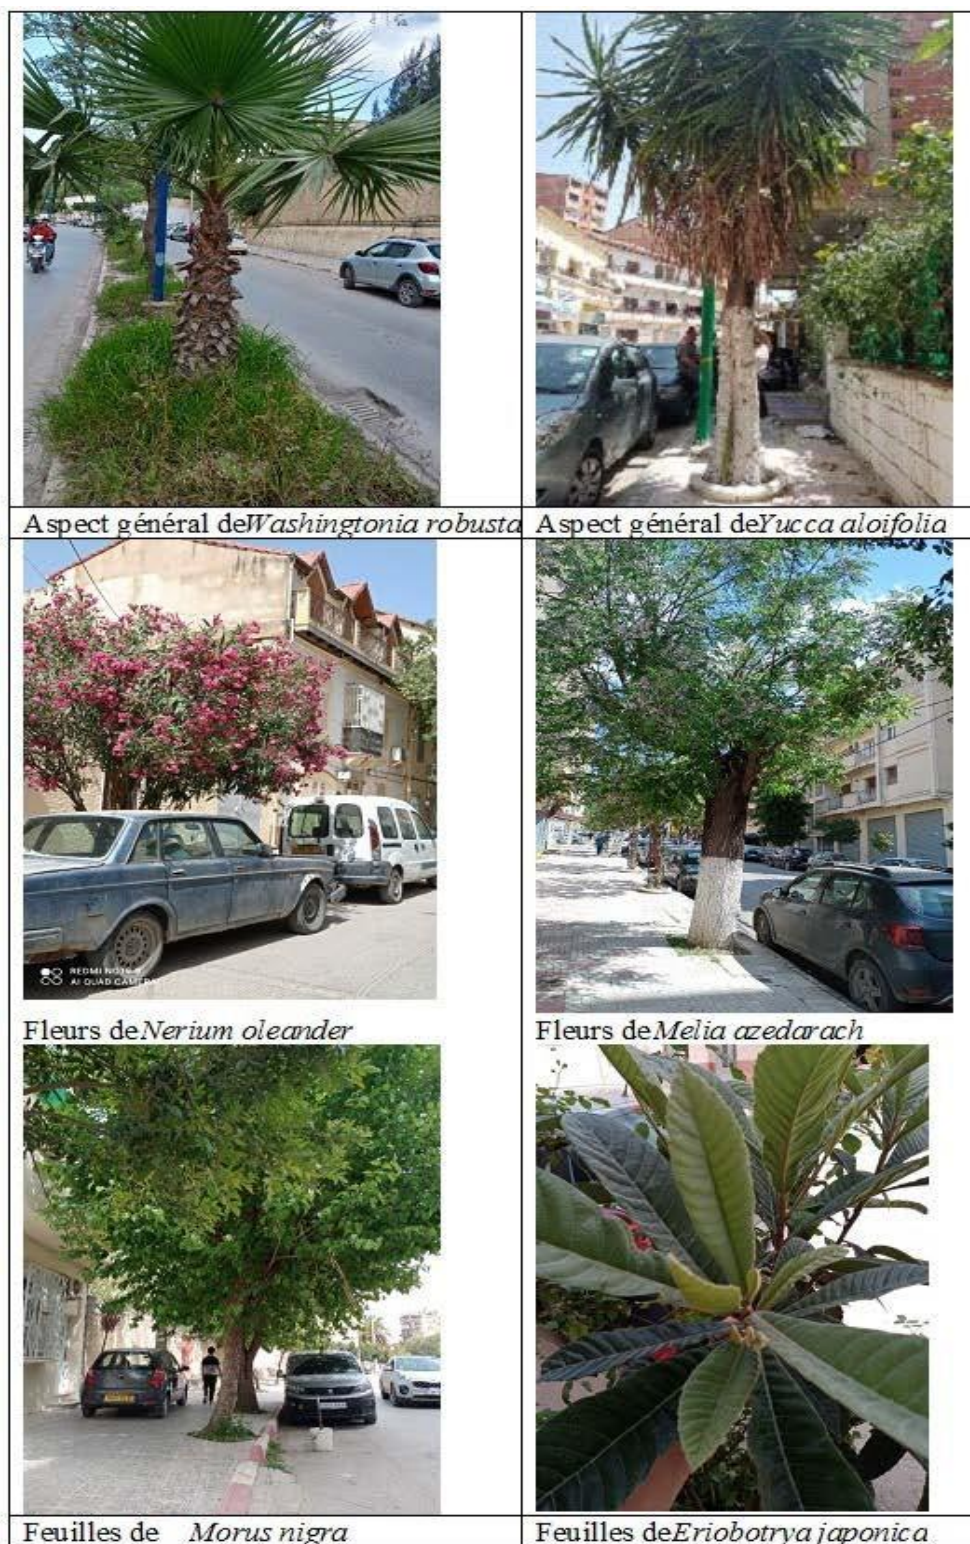 Aspect général deWashingtonia robusta
Aspect général deYucca aloifolia
REDMI NOTE 8
AI QUAD CAMERA
Fleurs deNerium oleander
Fleurs deMelia azedarach
Feuilles de Morus nigra
Feuilles deEriobotrya japonica